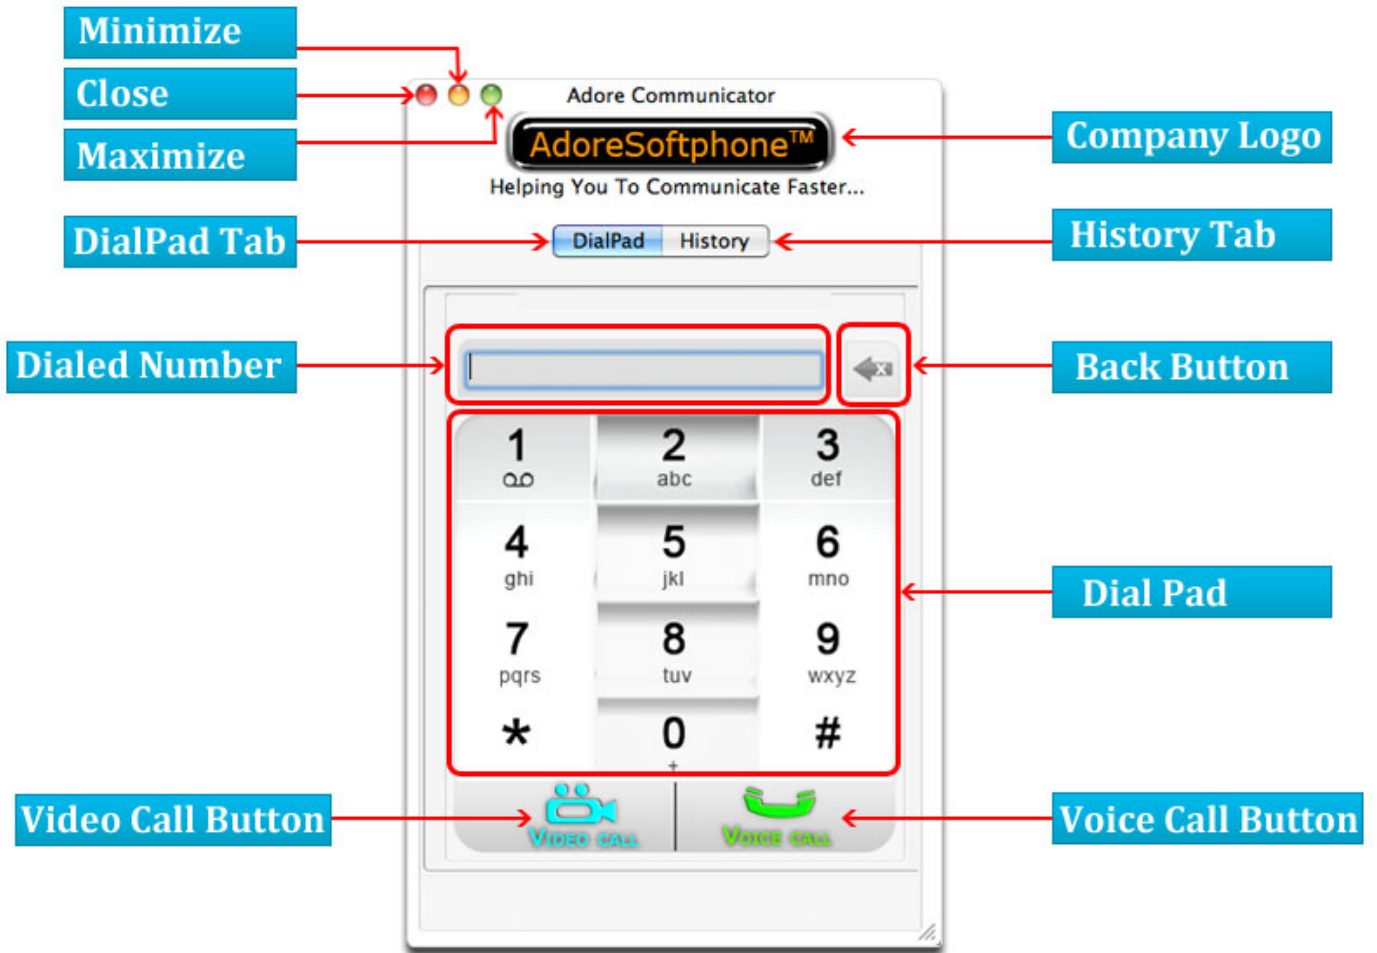 Minimize
Close
Maximize
Adore Communicator
AdoreSoftphone™
Company Logo
Helping You To Communicate Faster...
DialPad Tab
DialPad History
History Tab
Dialed Number
x
Back Button
1 2 3
abc def
4 5 6
ghi jkl mno
Dial Pad
7 8 9
pqrs tuv wxyz
* 0 #
+
Video Call Button
VIDEO CALL
VOICE CALL
Voice Call Button